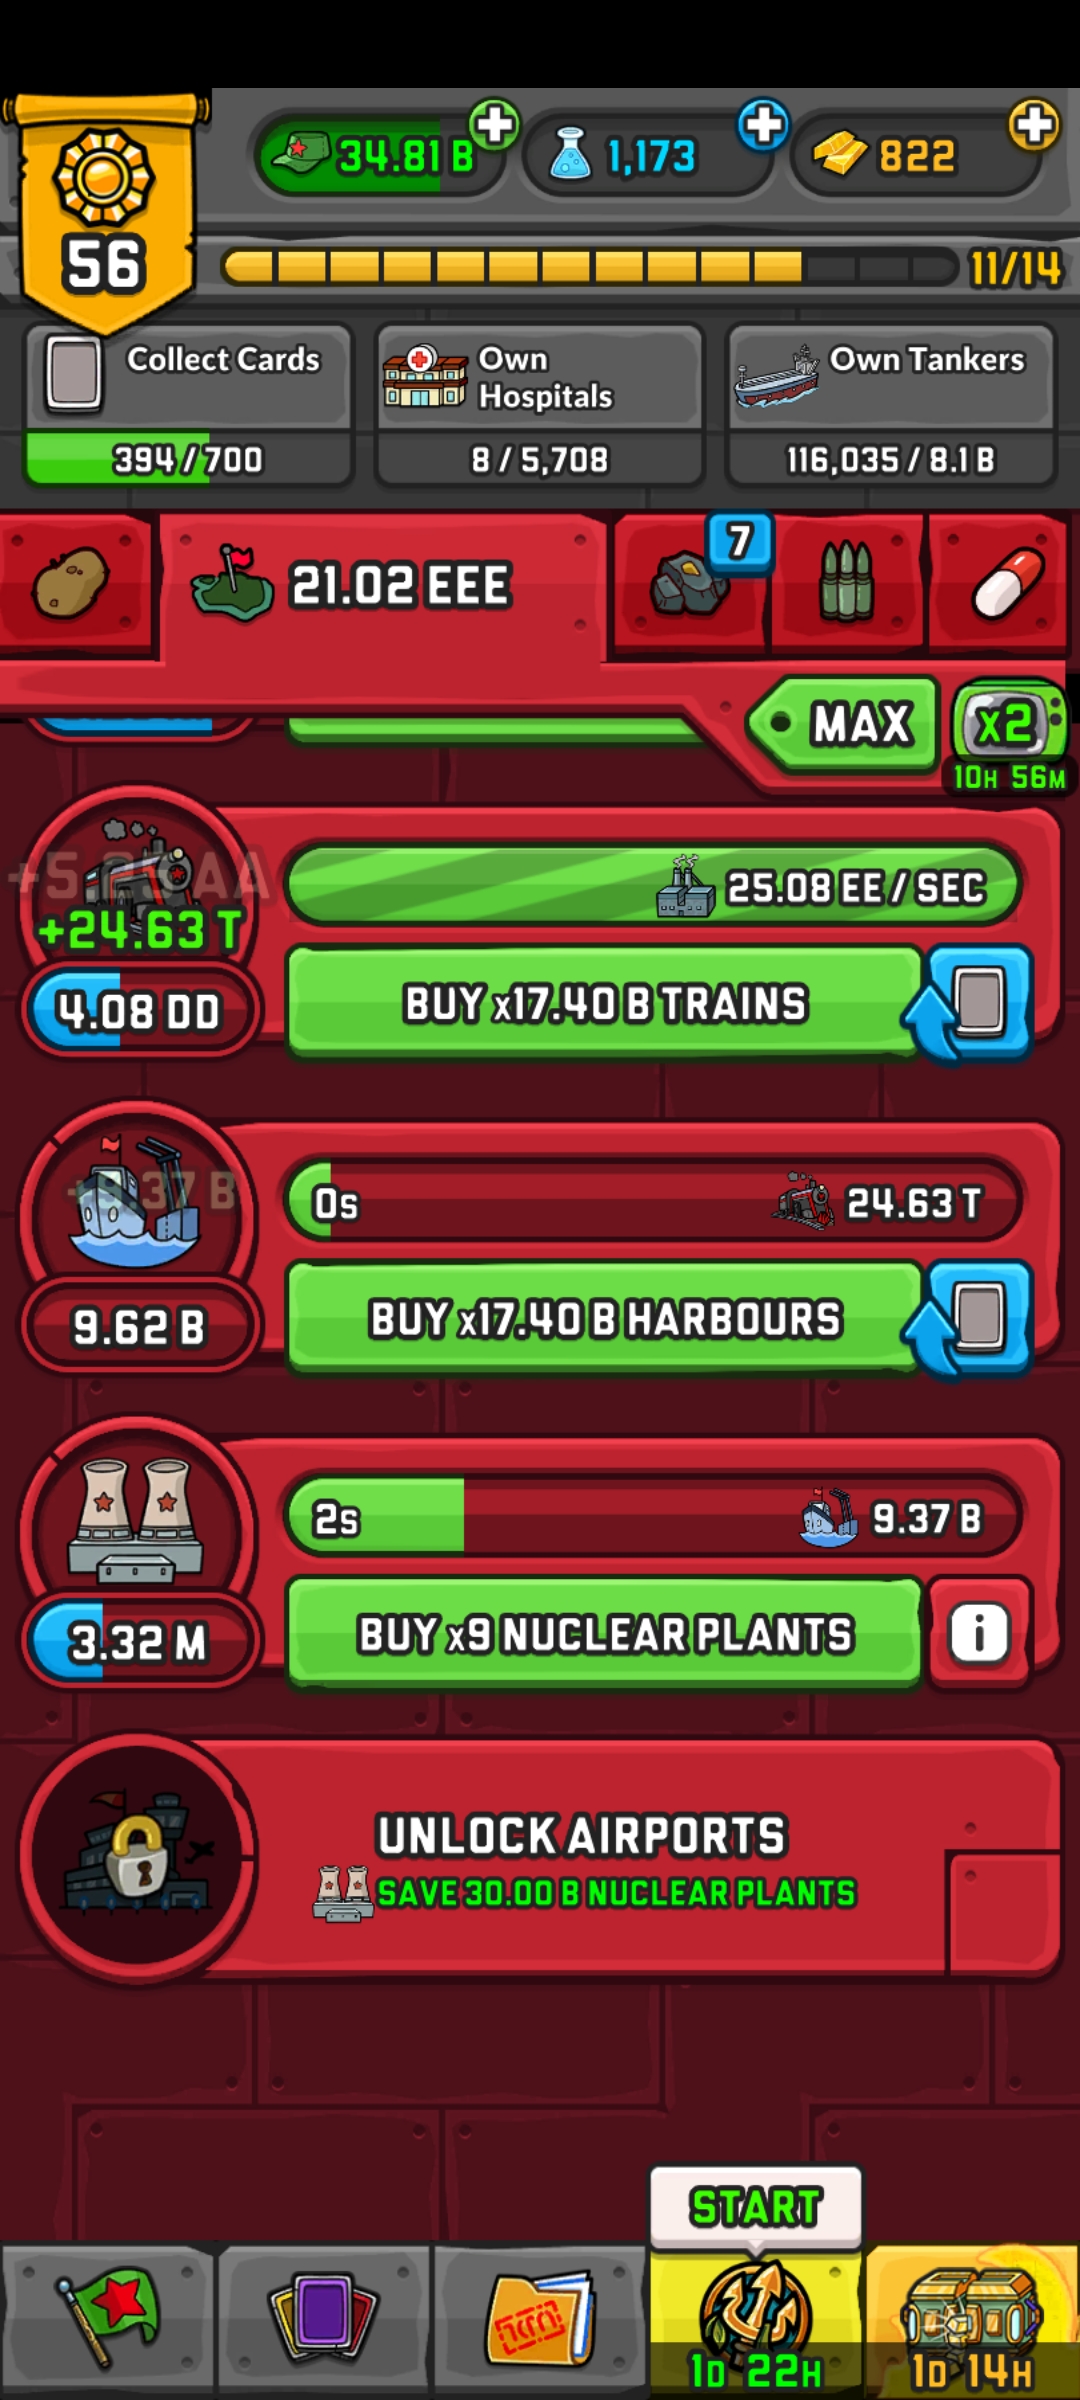 34.81 B
1,173
822
56
11/14
Collect Cards
394/700
Own
Hospitals
8/5,708
Own Tankers
116,035/8.1 B
21.02 EEE
7
MAX
X2
10H 56M
25.08 EE/SEC
+24.63 T
4.08 DD
BUY x17.40 B TRAINS
+9.37 B
0s
24.63 T
9.62 B
BUY x17.40 B HARBOURS
2s
9.37 B
3.32 M
BUY x9 NUCLEAR PLANTS
i
UNLOCK AIRPORTS
SAVE 30.00 B NUCLEAR PLANTS
START
1D 22H
1D 14H